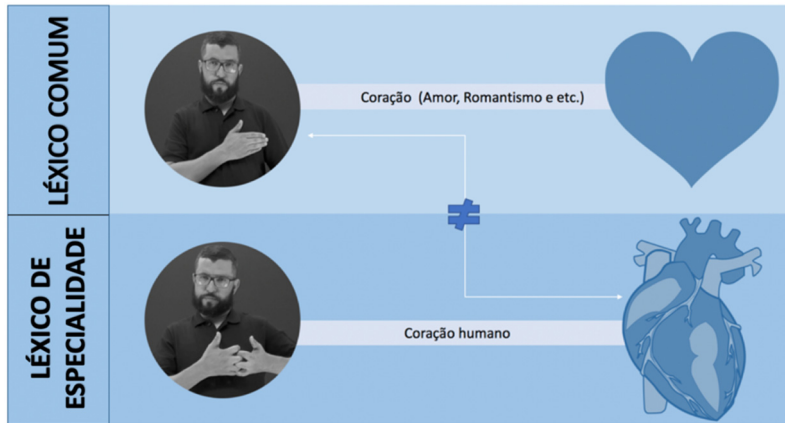 LÉXICO COMUM
Coração (Amor, Romantismo e etc.)
≠
LÉXICO DE
ESPECIALIDADE
Coração humano